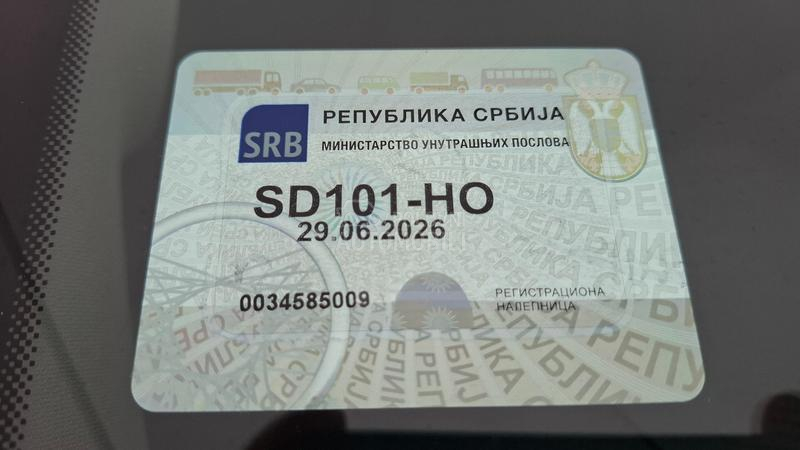 SRB
РЕПУБЛИКА СРБИЈА
МИНИСТАРСТВО УНУТРАШЊИХ ПОСЛОВА
SD101-HO
29.06.2026
0034585009
РЕГИСТРАЦИОНА
НАЛЕПНИЦА